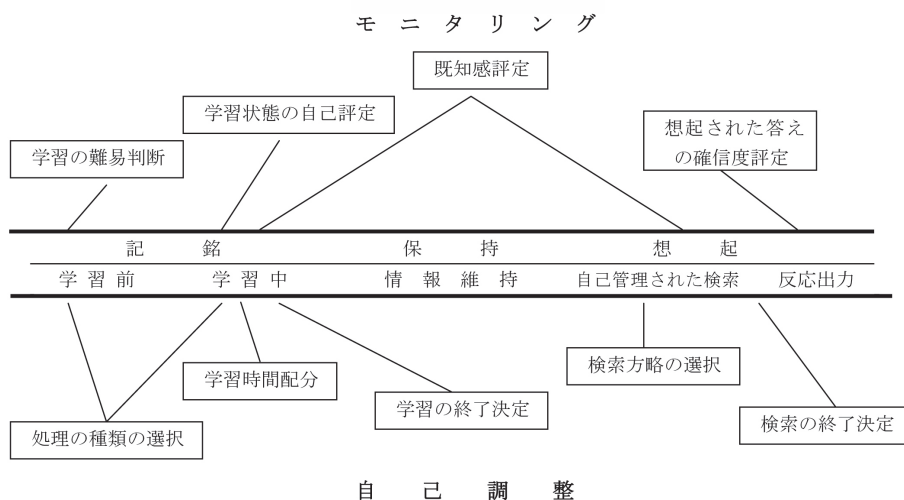 モニタリング
既知感評定
学習状態の自己評定
想起された答え
の確信度評定
学習の難易判断
記銘 保持 想起
学習前 学習中 情報維持 自己管理された検索 反応出力
検索方略の選択
学習時間配分
学習の終了決定
検索の終了決定
処理の種類の選択
自己調整